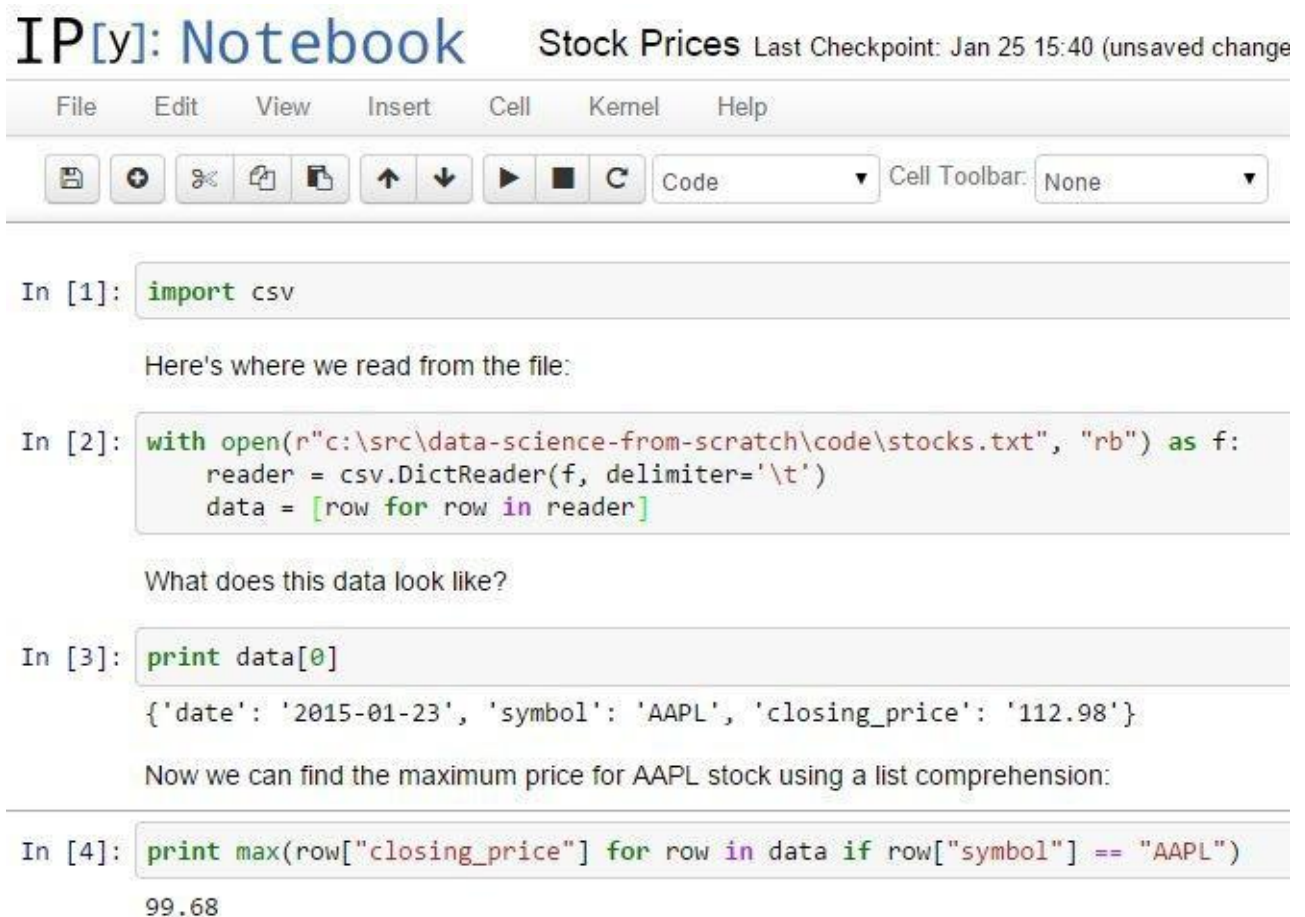 IP[y]: Notebook Stock Prices Last Checkpoint: Jan 25 15:40 (unsaved change
File Edit View Insert Cell Kernel Help
Code Cell Toolbar: None
In [1]: import csv
Here's where we read from the file:
In [2]: with open(r"c:\src\data-science-from-scratch\code\stocks.txt", "rb") as f:
reader = csv.DictReader(f, delimiter='\t')
data = [row for row in reader]
What does this data look like?
In [3]: print data[0]
{'date': '2015-01-23', 'symbol': 'AAPL', 'closing_price': '112.98'}
Now we can find the maximum price for AAPL stock using a list comprehension:
In [4]: print max(row["closing_price"] for row in data if row["symbol"] == "AAPL")
99.68